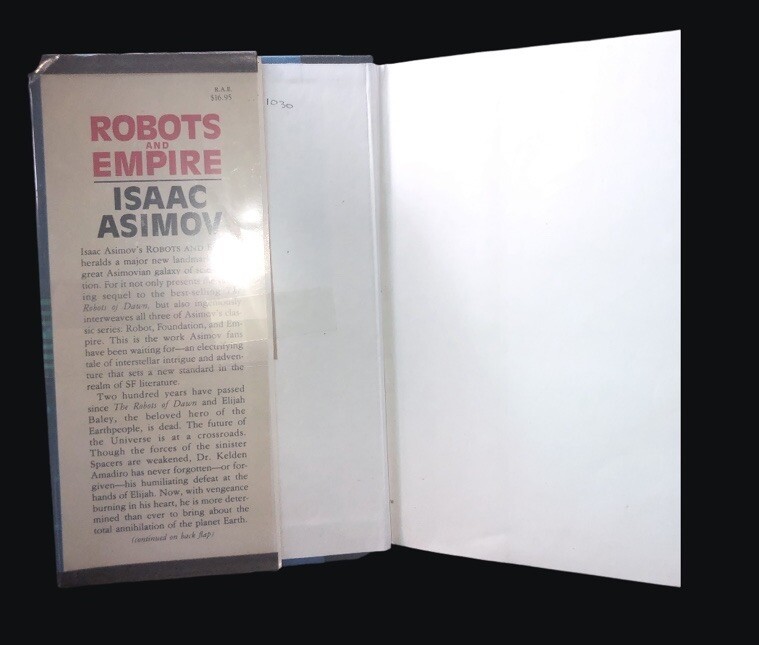 R.A.E.
$16.95
1030
ROBOTS
AND
EMPIRE
ISAAC
ASIMOV
Isaac Asimov's ROBOTS AND
heralds a major new
great Asimovian galaxy of
tion. For it not only presents
ing sequel to the best-selling
Robots of Dawn, but also ingeniously
interweaves all three of Asimov's clas-
sic series: Robot, Foundation, and Em-
pire. This is the work Asimov fans
have been waiting for—an electrifying
tale of interstellar intrigue and adven-
ture that sets a new standard in the
realm of SF literature.
Two hundred years have passed
since The Robots of Dawn and Elijah
Baley, the beloved hero of the
Earthpeople, is dead. The future of
the Universe is at a crossroads.
Though the forces of the sinister
Spacers are weakened, Dr. Kelden
Amadiro has never forgotten—or for-
given—his humiliating defeat at the
hands of Elijah. Now, with vengeance
burning in his heart, he is more deter-
mined than ever to bring about the
total annihilation of the planet Earth.
(continued on back flap)